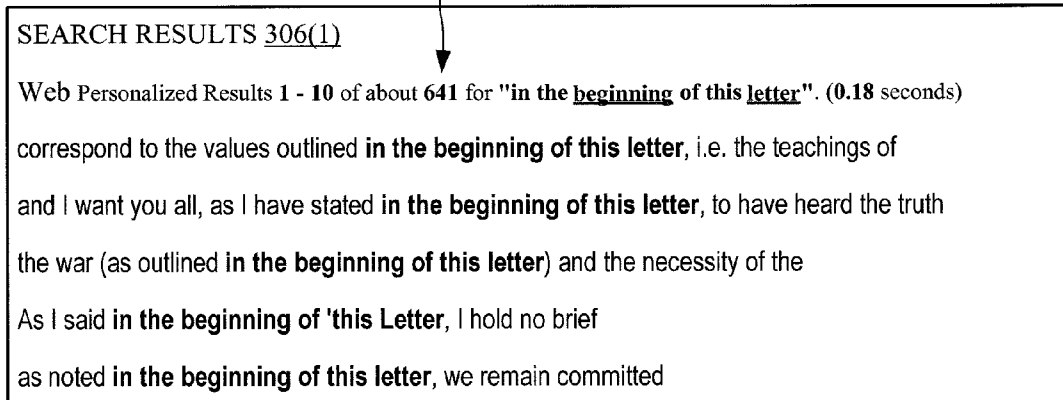 SEARCH RESULTS 306(1)
Web Personalized Results 1 - 10 of about 641 for "in the beginning of this letter". (0.18 seconds)
correspond to the values outlined in the beginning of this letter, i.e. the teachings of
and I want you all, as I have stated in the beginning of this letter, to have heard the truth
the war (as outlined in the beginning of this letter) and the necessity of the
As I said in the beginning of 'this Letter, I hold no brief
as noted in the beginning of this letter, we remain committed